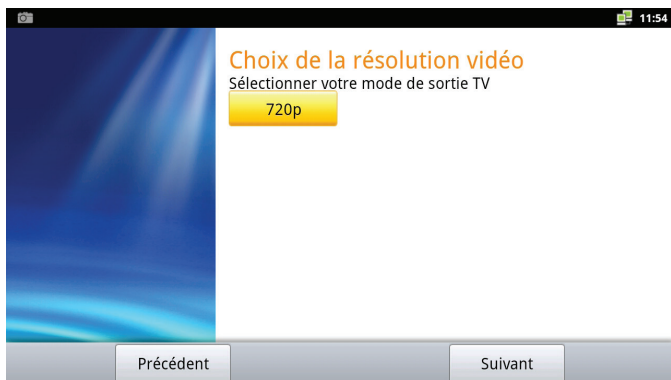 11:54
Choix de la résolution vidéo
Sélectionner votre mode de sortie TV
720p
Précédent
Suivant